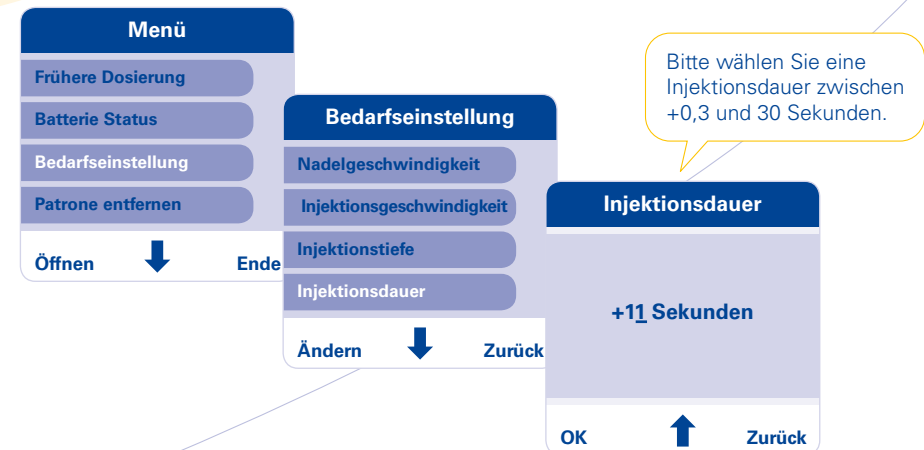 Menü
Frühere Dosierung
Batterie Status
Bedarfseinstellung
Patrone entfernen
Öffnen
Ende
Bedarfseinstellung
Nadelgeschwindigkeit
Injektionsgeschwindigkeit
Injektionstiefe
Injektionsdauer
Ändern
Zurück
Bitte wählen Sie eine
Injektionsdauer zwischen
+0,3 und 30 Sekunden.
Injektionsdauer
+11 Sekunden
OK
Zurück